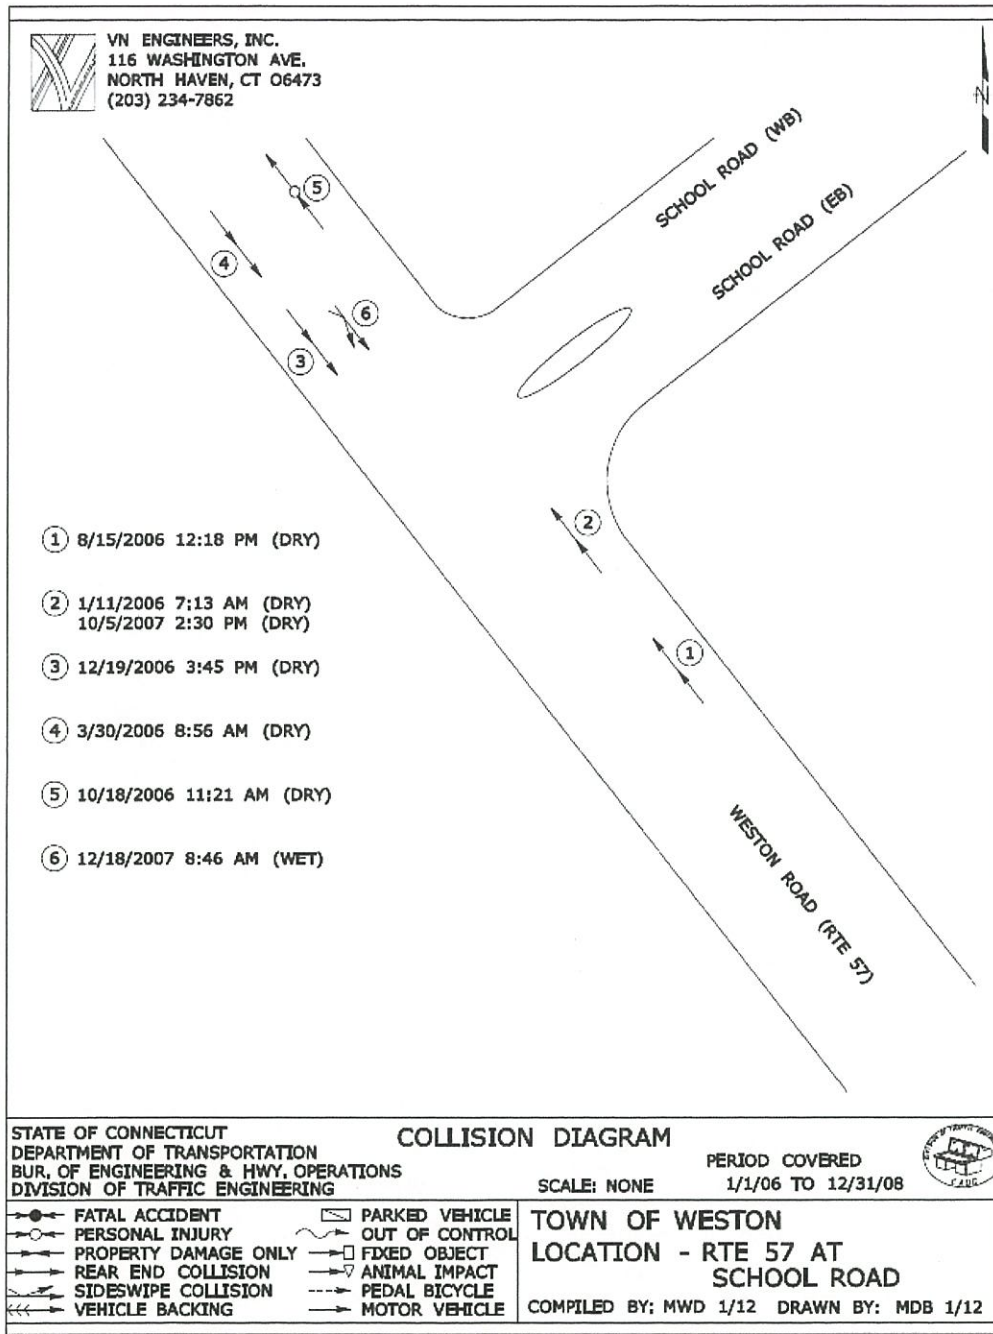 VN ENGINEERS, INC.
116 WASHINGTON AVE.
NORTH HAVEN, CT 06473
(203) 234-7862
N
SCHOOL ROAD (WB)
SCHOOL ROAD (EB)
5
4
6
3
2
1
1 8/15/2006 12:18 PM (DRY)
2 1/11/2006 7:13 AM (DRY)
10/5/2007 2:30 PM (DRY)
3 12/19/2006 3:45 PM (DRY)
4 3/30/2006 8:56 AM (DRY)
5 10/18/2006 11:21 AM (DRY)
6 12/18/2007 8:46 AM (WET)
WESTON ROAD (RTE 57)
STATE OF CONNECTICUT
DEPARTMENT OF TRANSPORTATION
BUR. OF ENGINEERING & HWY. OPERATIONS
DIVISION OF TRAFFIC ENGINEERING
COLLISION DIAGRAM
SCALE: NONE
PERIOD COVERED
1/1/06 TO 12/31/08
FATAL ACCIDENT
PERSONAL INJURY
PROPERTY DAMAGE ONLY
REAR END COLLISION
SIDESWIPE COLLISION
VEHICLE BACKING
PARKED VEHICLE
OUT OF CONTROL
FIXED OBJECT
ANIMAL IMPACT
PEDAL BICYCLE
MOTOR VEHICLE
TOWN OF WESTON
LOCATION - RTE 57 AT
SCHOOL ROAD
COMPILED BY: MWD 1/12 DRAWN BY: MDB 1/12